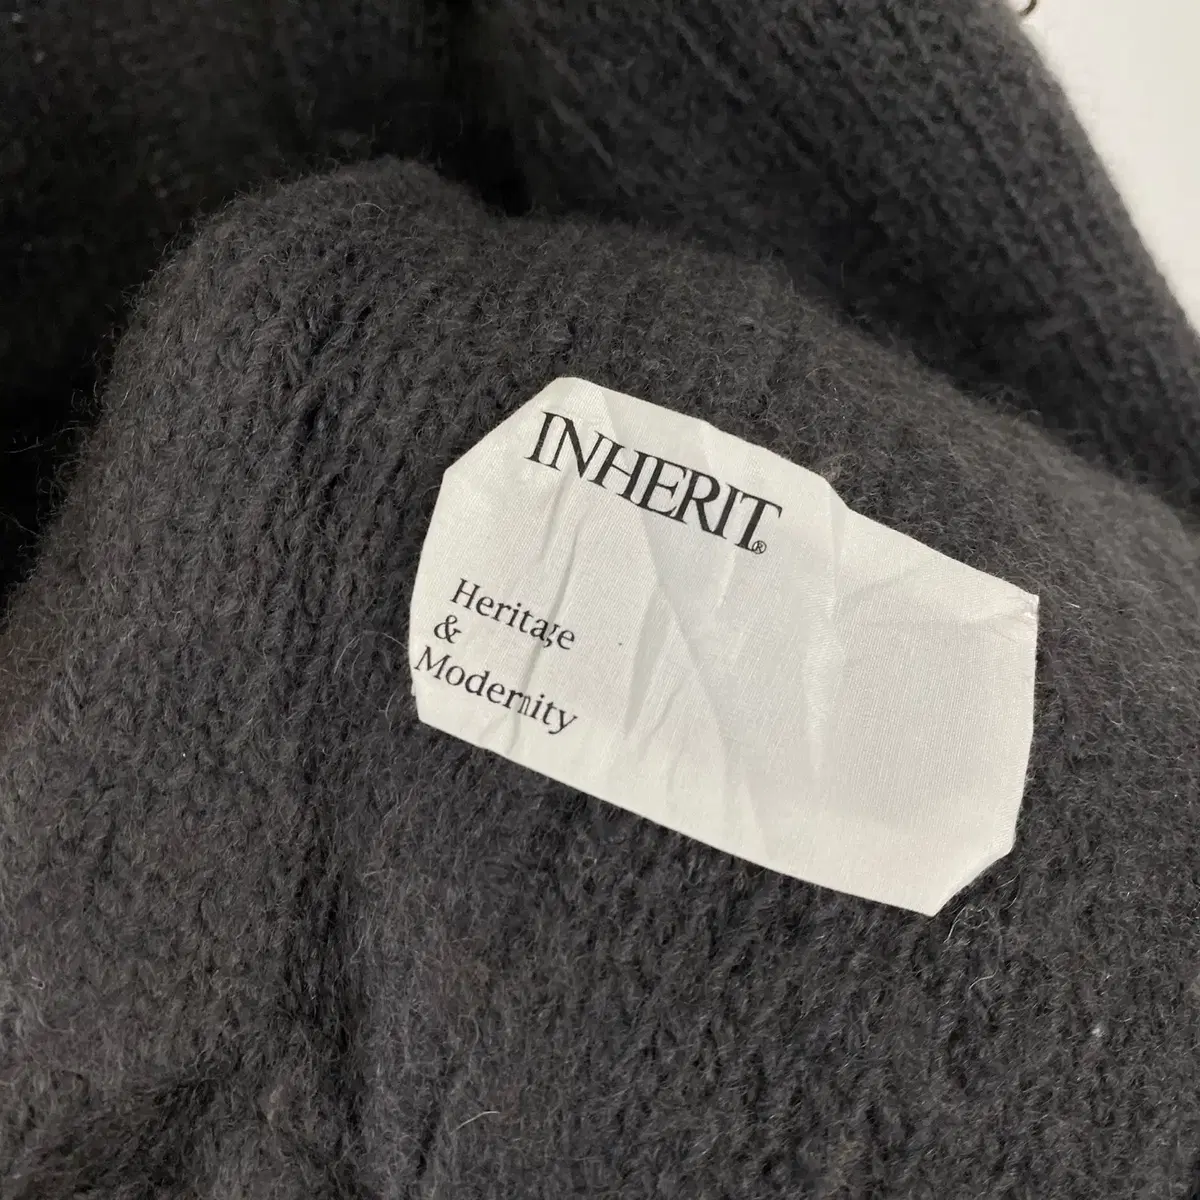 INHERIT®
Heritage
&
Modernity